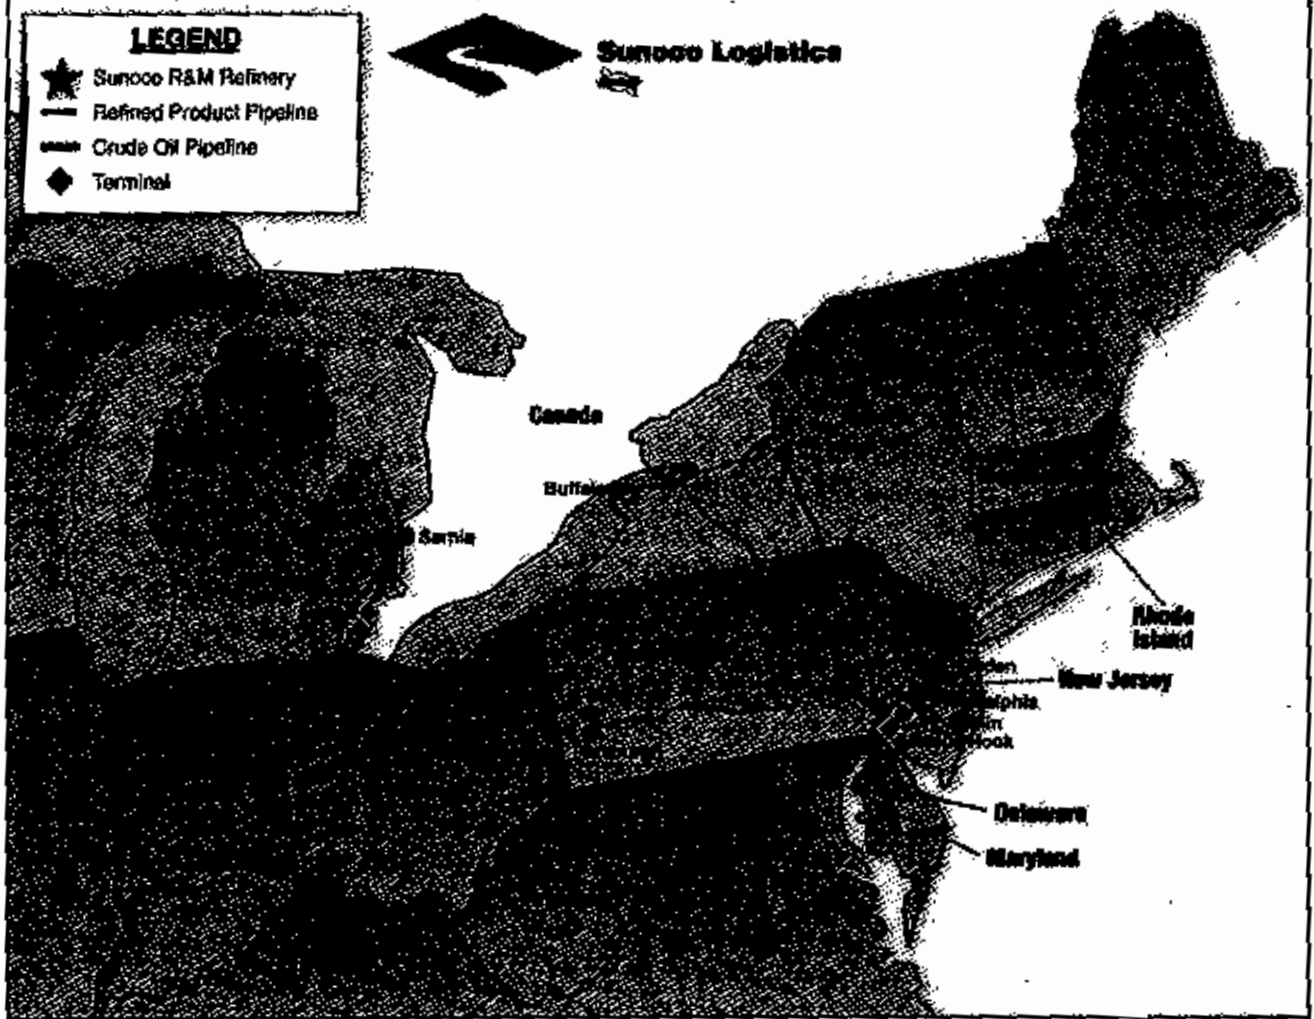 LEGEND
Sunoco R&M Refinery
Refined Product Pipeline
Crude Oil Pipeline
Terminal
Sunoco Logistics
Canada
Sarnia
Rhode
Island
New Jersey
Delaware
Maryland